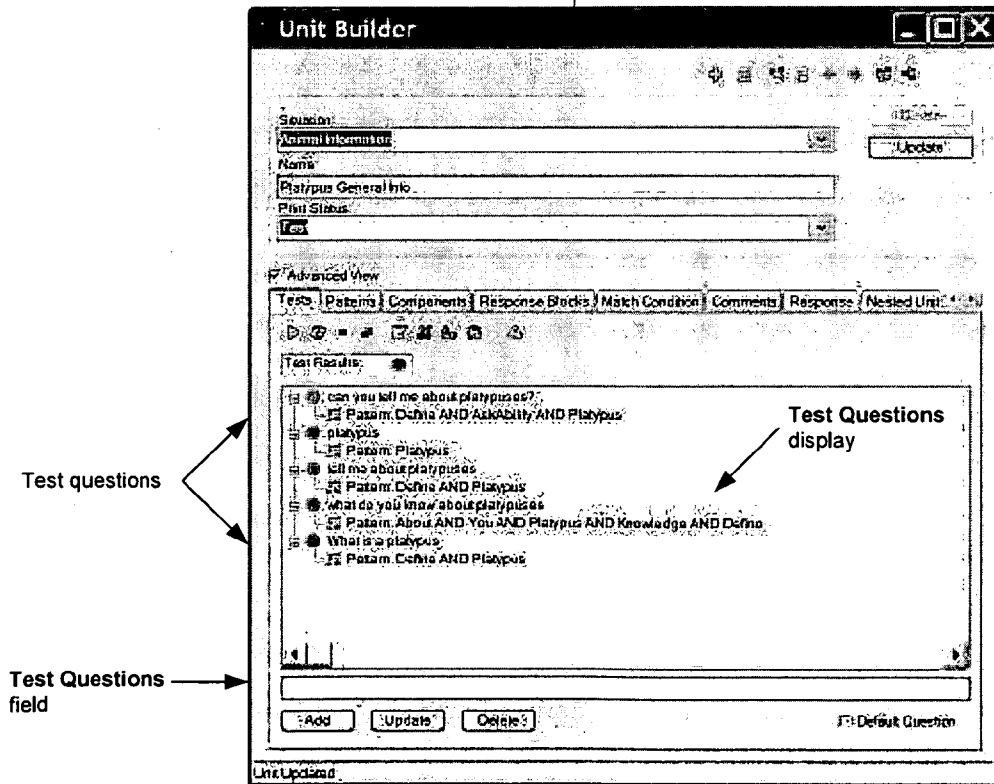 Unit Builder
Situation
Animal Information
Update
Name
Platypus General Info
Print Status
Test
Advanced View
Tests Patterns Components Response Blocks Match Condition Comments Response Nested Unit
Test Results:
can you tell me about platypuses?
Pattern: Define AND AskAbility AND Platypus
platypus
Pattern: Platypus
tell me about platypuses
Pattern: Define AND Platypus
what do you know about platypuses
Pattern: About AND You AND Platypus AND Knowledge AND Define
What is a platypus
Pattern: Define AND Platypus
Test Questions
display
Test questions
Test Questions
field
Add Update Delete Default Question
Unit Updated